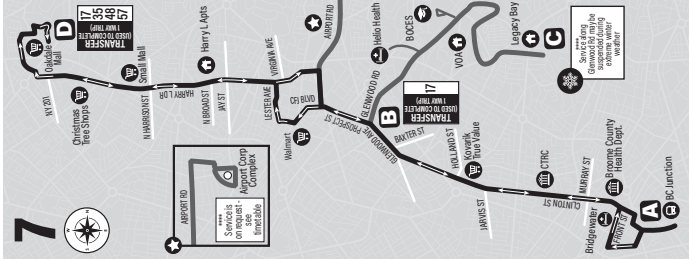 7
N
S
D
TRANSFER
(USED TO COMPLETE
1 WAY TRIP)
17
35
48
57
Oakdale
Mall
NY 201
Christmas
Tree Shops
Small Mall
N HARRISON ST
HARRY L DR
Harry L Apts
N BROAD ST
JAY ST
VIRGINIA AVE
LESTER AVE
CFJ BLVD
AIRPORT RD
Walmart
Helio Health
BOCES
GLENWOOD RD
VOA
Legacy Bay
C
****
Service along
Glenwood Rd may be
suspended during
extreme winter
weather
B
TRANSFER
(USED TO COMPLETE
1 WAY TRIP)
17
PROSPECT ST
GLENWOOD AVE
BAXTER ST
HOLLAND ST
Kovarik
True Value
JARVIS ST
CTRC
CLINTON ST
MURRAY ST
Broome County
Health Dept.
Bridgewater
FRONT ST
A
BC Junction
AIRPORT RD
Airport Corp
Complex
****
Service is
on request -
see
timetable